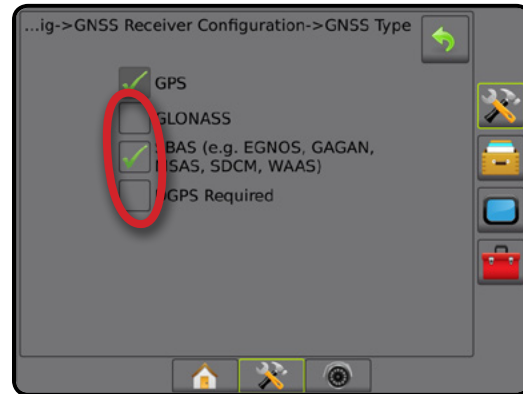 ...ig->GNSS Receiver Configuration->GNSS Type
GPS
GLONASS
SBAS (e.g. EGNOS, GAGAN,
MSAS, SDCM, WAAS)
DGPS Required